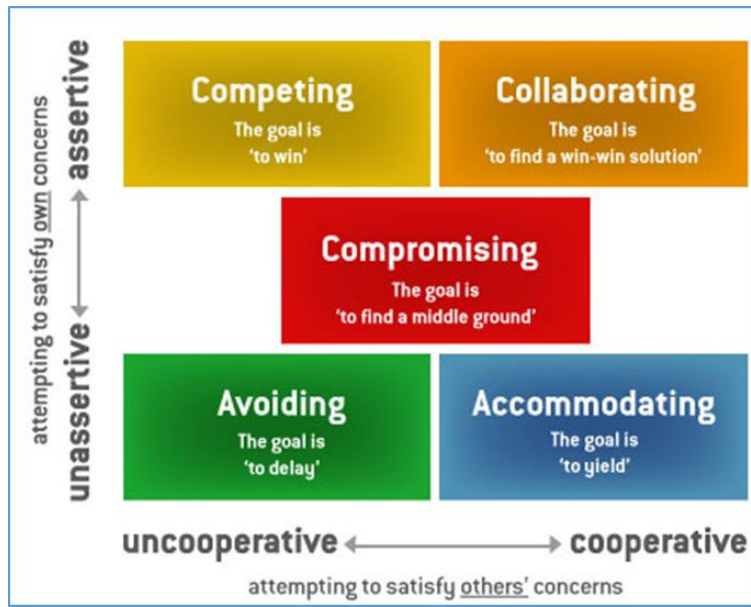 attempting to satisfy own concerns
unassertive
assertive
Competing
The goal is
‘to win’
Collaborating
The goal is
‘to find a win-win solution’
Compromising
The goal is
‘to find a middle ground’
Avoiding
The goal is
‘to delay’
Accommodating
The goal is
‘to yield’
uncooperative
cooperative
attempting to satisfy others’ concerns